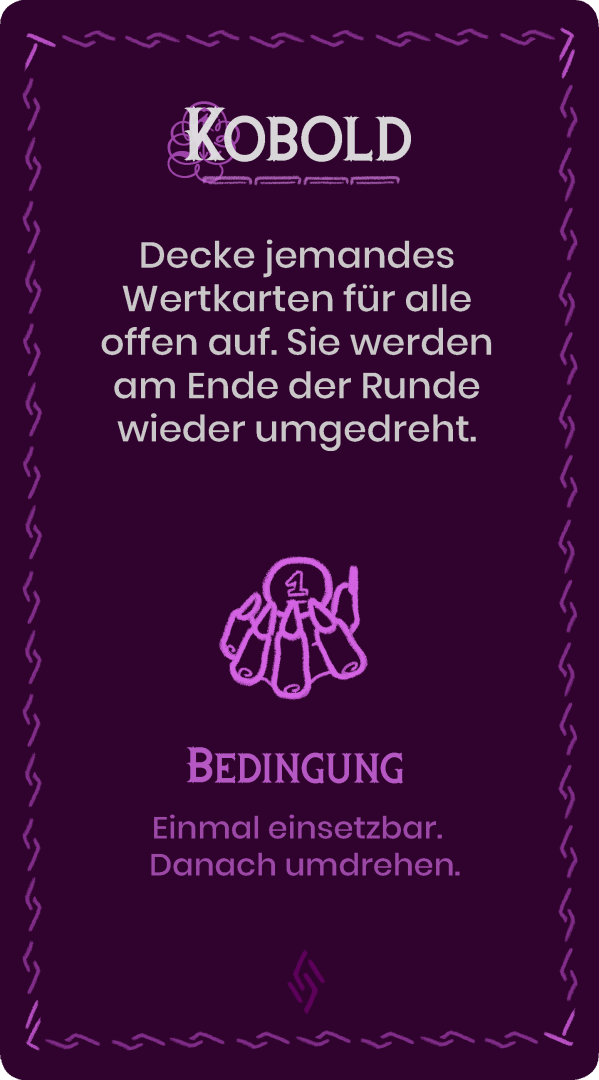 Kobold
Decke jemandes
Wertkarten für alle
offen auf. Sie werden
am Ende der Runde
wieder umgedreht.
1
Bedingung
Einmal einsetzbar.
Danach umdrehen.